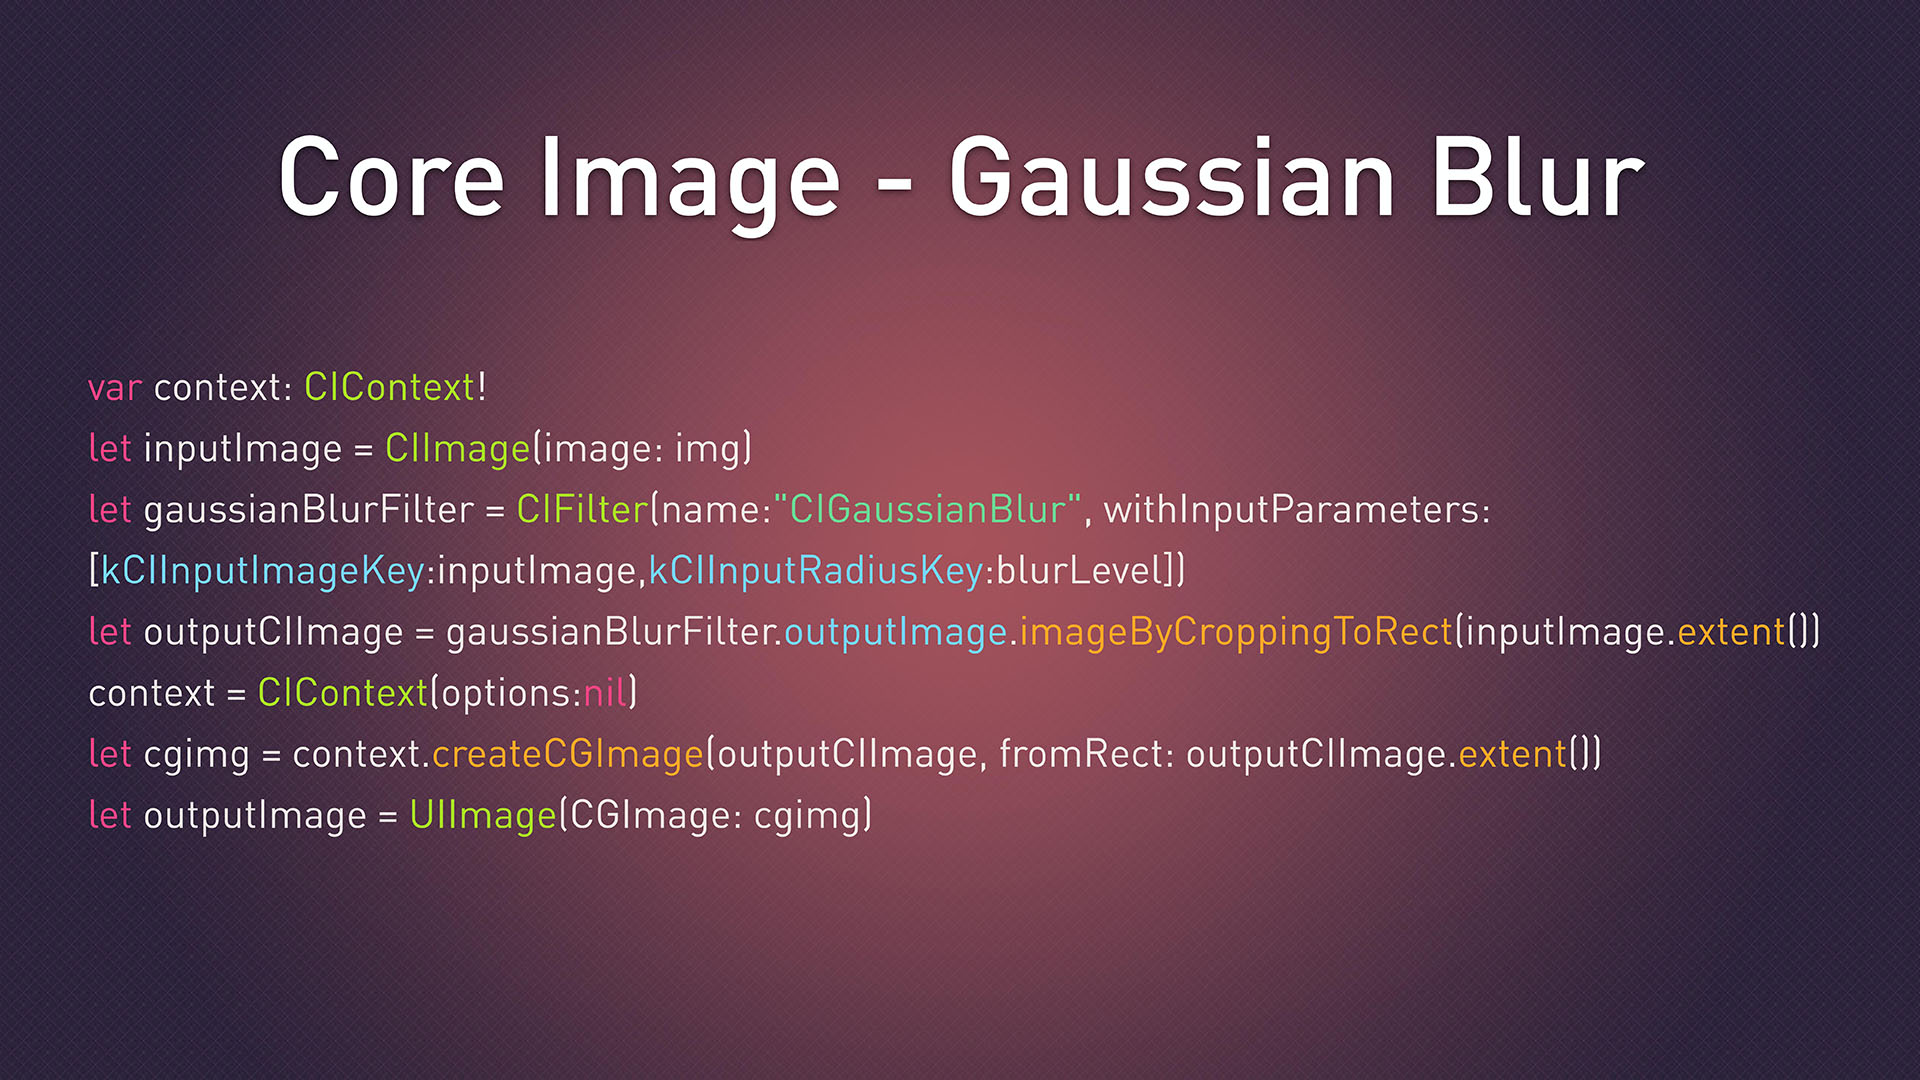 Core Image - Gaussian Blur
var context: CIContext!
let inputImage = CIImage(image: img)
let gaussianBlurFilter = CIFilter(name:"CIGaussianBlur", withInputParameters:
[kCIInputImageKey:inputImage,kCIInputRadiusKey:blurLevel])
let outputCIImage = gaussianBlurFilter.outputImage.imageByCroppingToRect(inputImage.extent())
context = CIContext(options:nil)
let cgimg = context.createCGImage(outputCIImage, fromRect: outputCIImage.extent())
let outputImage = UIImage(CGImage: cgimg)